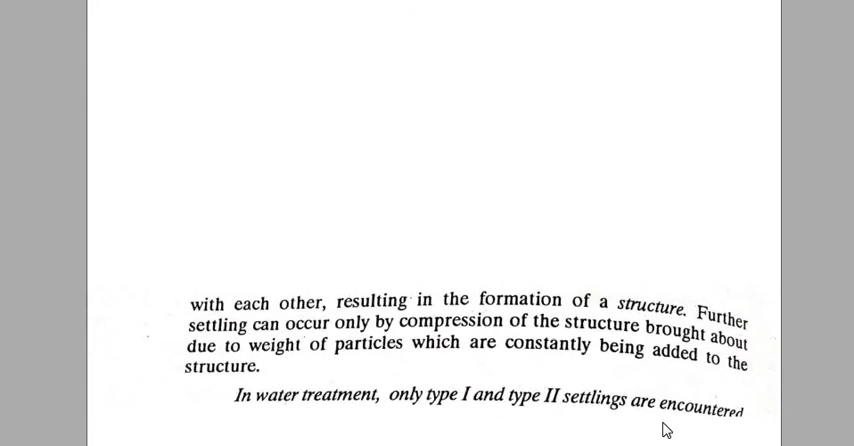 with each other, resulting in the formation of a structure. Further
settling can occur only by compression of the structure brought about
due to weight of particles which are constantly being added to the
structure.
In water treatment, only type I and type II settlings are encountered